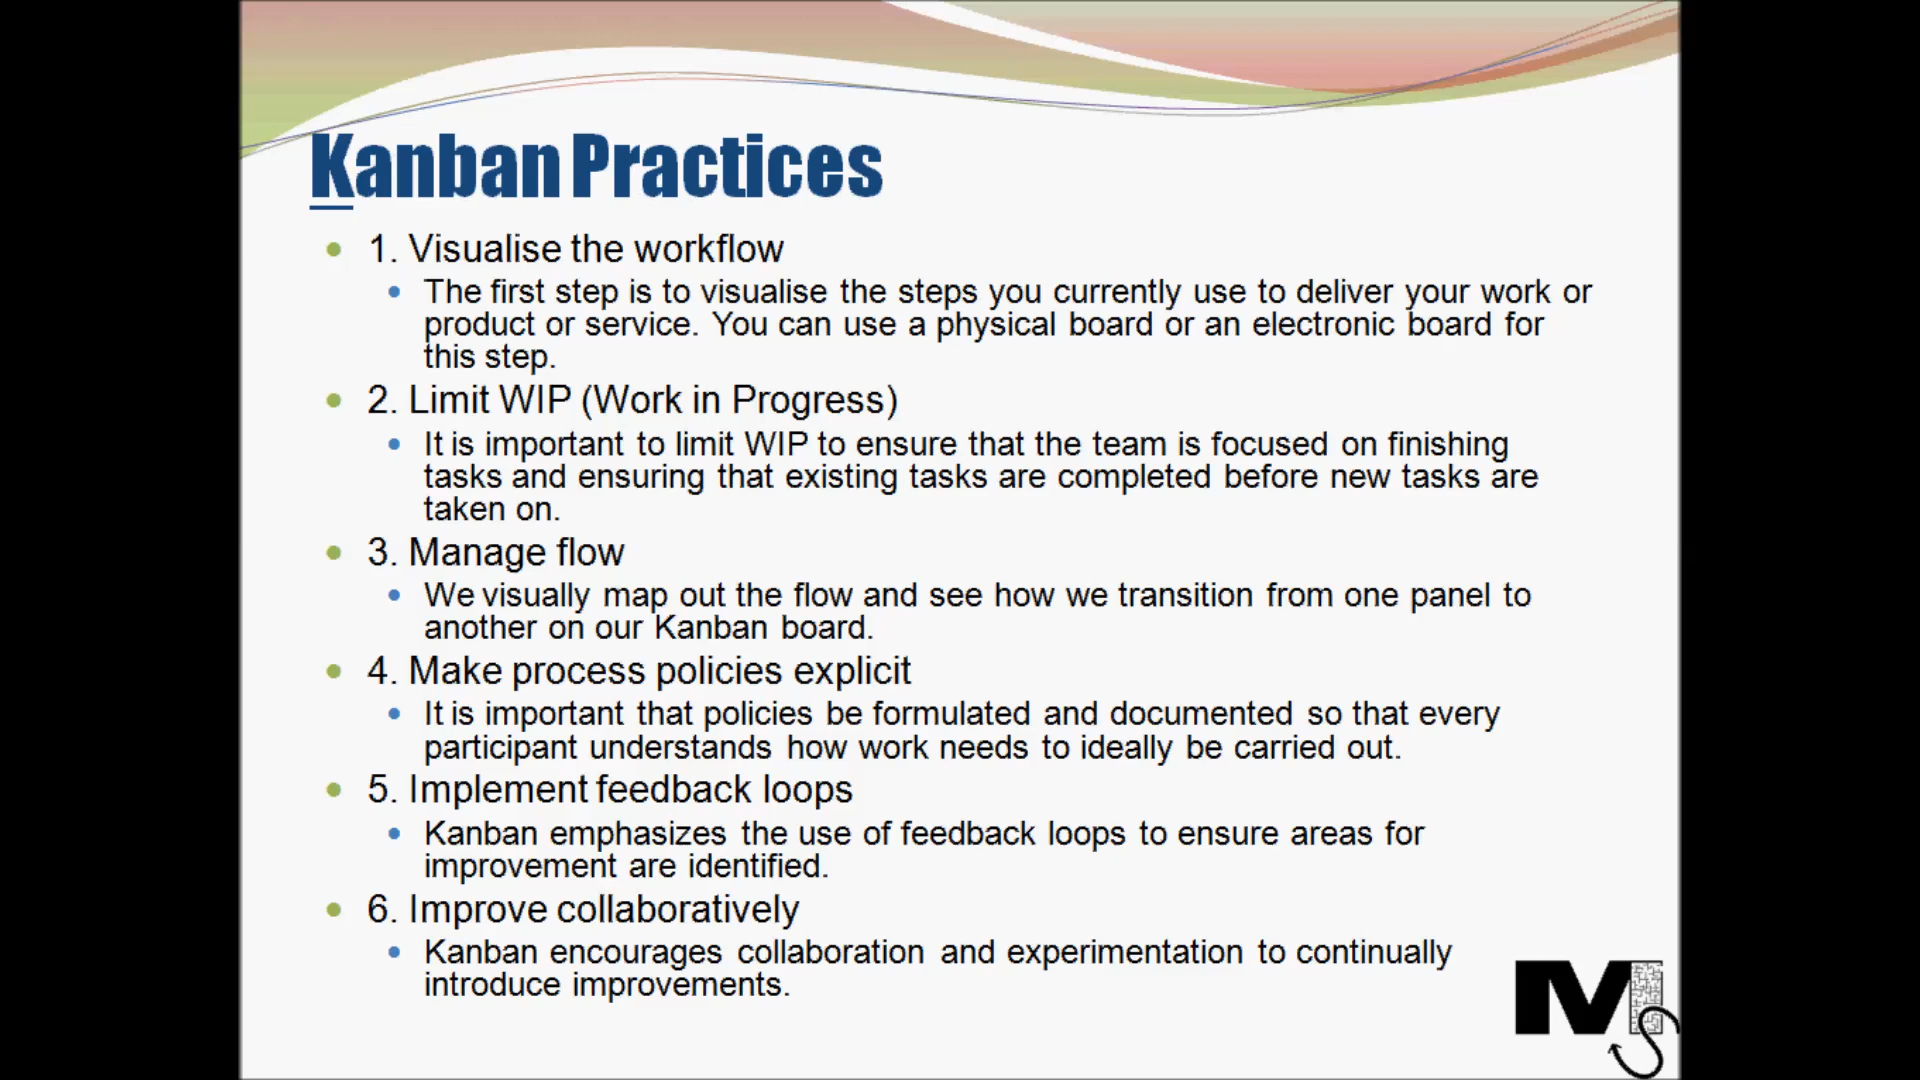 Kanban Practices
1. Visualise the workflow
The first step is to visualise the steps you currently use to deliver your work or
product or service. You can use a physical board or an electronic board for
this step.
2. Limit WIP (Work in Progress)
It is important to limit WIP to ensure that the team is focused on finishing
tasks and ensuring that existing tasks are completed before new tasks are
taken on.
3. Manage flow
We visually map out the flow and see how we transition from one panel to
another on our Kanban board.
4. Make process policies explicit
It is important that policies be formulated and documented so that every
participant understands how work needs to ideally be carried out.
5. Implement feedback loops
Kanban emphasizes the use of feedback loops to ensure areas for
improvement are identified.
6. Improve collaboratively
Kanban encourages collaboration and experimentation to continually
introduce improvements.